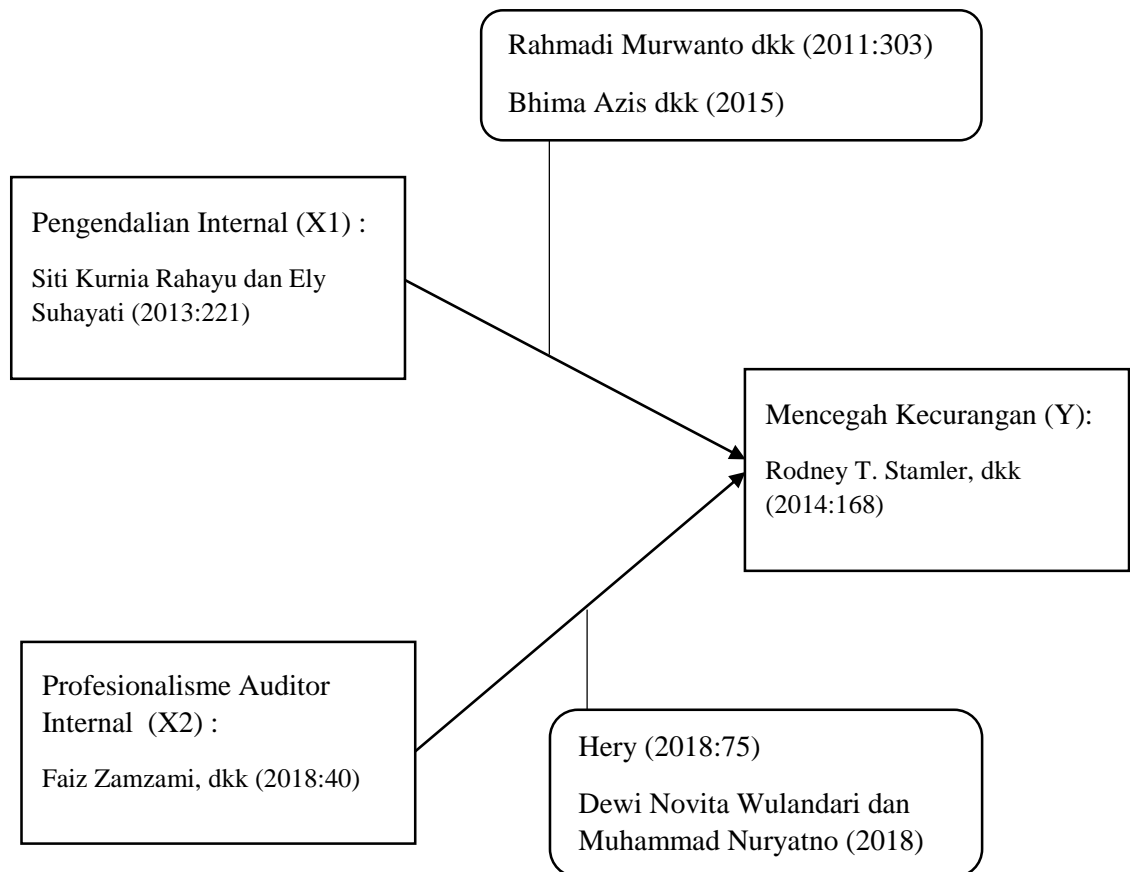 Rahmadi Murwanto dkk (2011:303)
Bhima Azis dkk (2015)
Pengendalian Internal (X1) :
Siti Kurnia Rahayu dan Ely
Suhayati (2013:221)
Mencegah Kecurangan (Y):
Rodney T. Stamler, dkk
(2014:168)
Profesionalisme Auditor
Internal (X2) :
Faiz Zamzami, dkk (2018:40)
Hery (2018:75)
Dewi Novita Wulandari dan
Muhammad Nuryatno (2018)